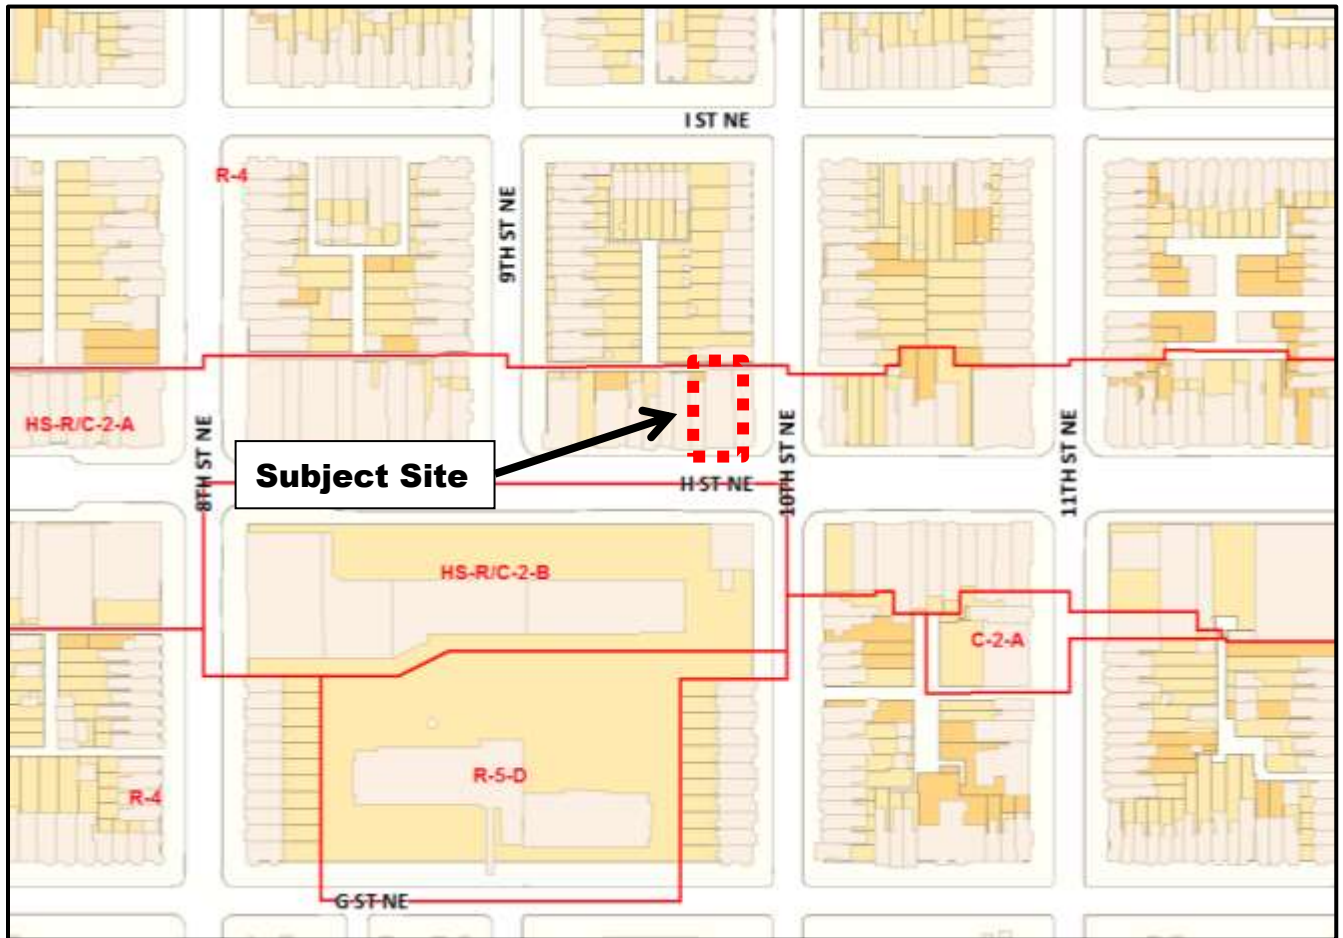 I ST NE
R-4
9TH ST NE
HS-R/C-2-A
8TH ST NE
Subject Site
H ST NE
10TH ST NE
11TH ST NE
HS-R/C-2-B
C-2-A
R-5-D
R-4
G ST NE